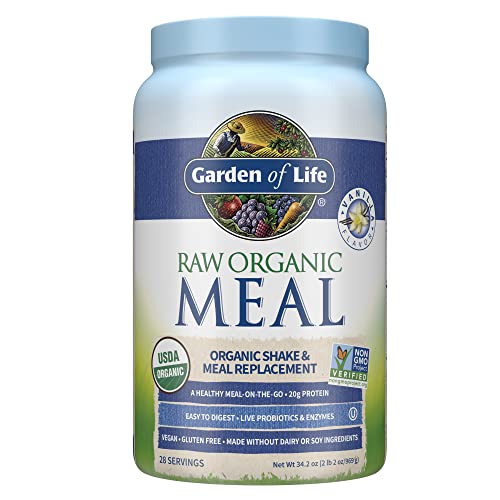 Garden of Life
®
VANILLA
FLAVOR
RAW ORGANIC
MEAL
USDA
ORGANIC
ORGANIC SHAKE &
MEAL REPLACEMENT
NON
GMO
Project
VERIFIED
nongmoproject.org
A HEALTHY MEAL-ON-THE-GO • 20g PROTEIN
EASY TO DIGEST • LIVE PROBIOTICS & ENZYMES
U
VEGAN • GLUTEN FREE • MADE WITHOUT DAIRY OR SOY INGREDIENTS
28 SERVINGS
Net Wt 34.2 oz (2 lb 2 oz/969g)